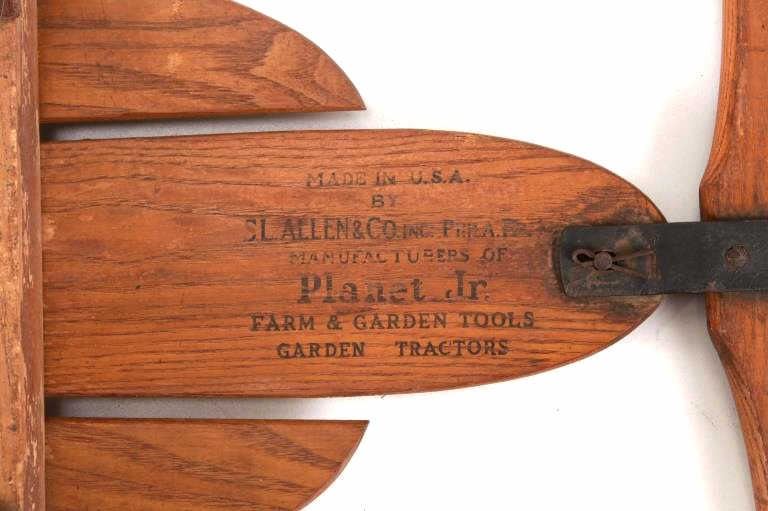 MADE IN U.S.A.
BY
S.L. ALLEN & CO. INC. PHILA. PA.
MANUFACTURERS OF
Planet Jr.
FARM & GARDEN TOOLS
GARDEN TRACTORS